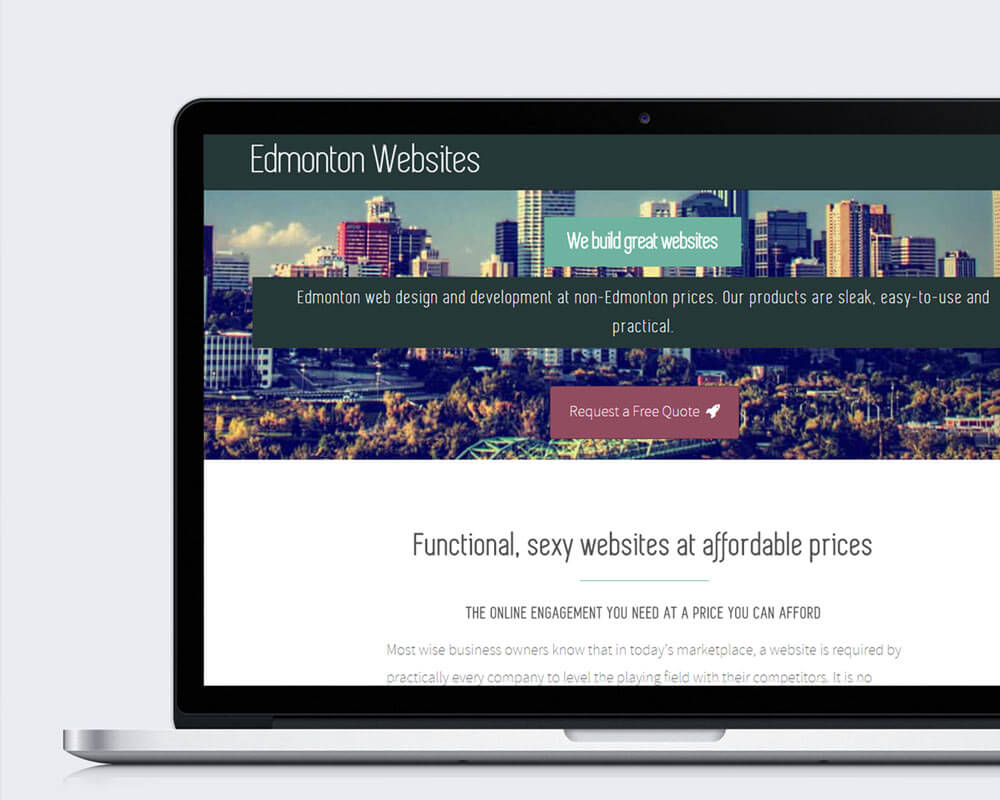 Edmonton Websites
We build great websites
Edmonton web design and development at non-Edmonton prices. Our products are sleak, easy-to-use and
practical.
Request a Free Quote
Functional, sexy websites at affordable prices
THE ONLINE ENGAGEMENT YOU NEED AT A PRICE YOU CAN AFFORD
Most wise business owners know that in today's marketplace, a website is required by
practically every company to level the playing field with their competitors. It is no